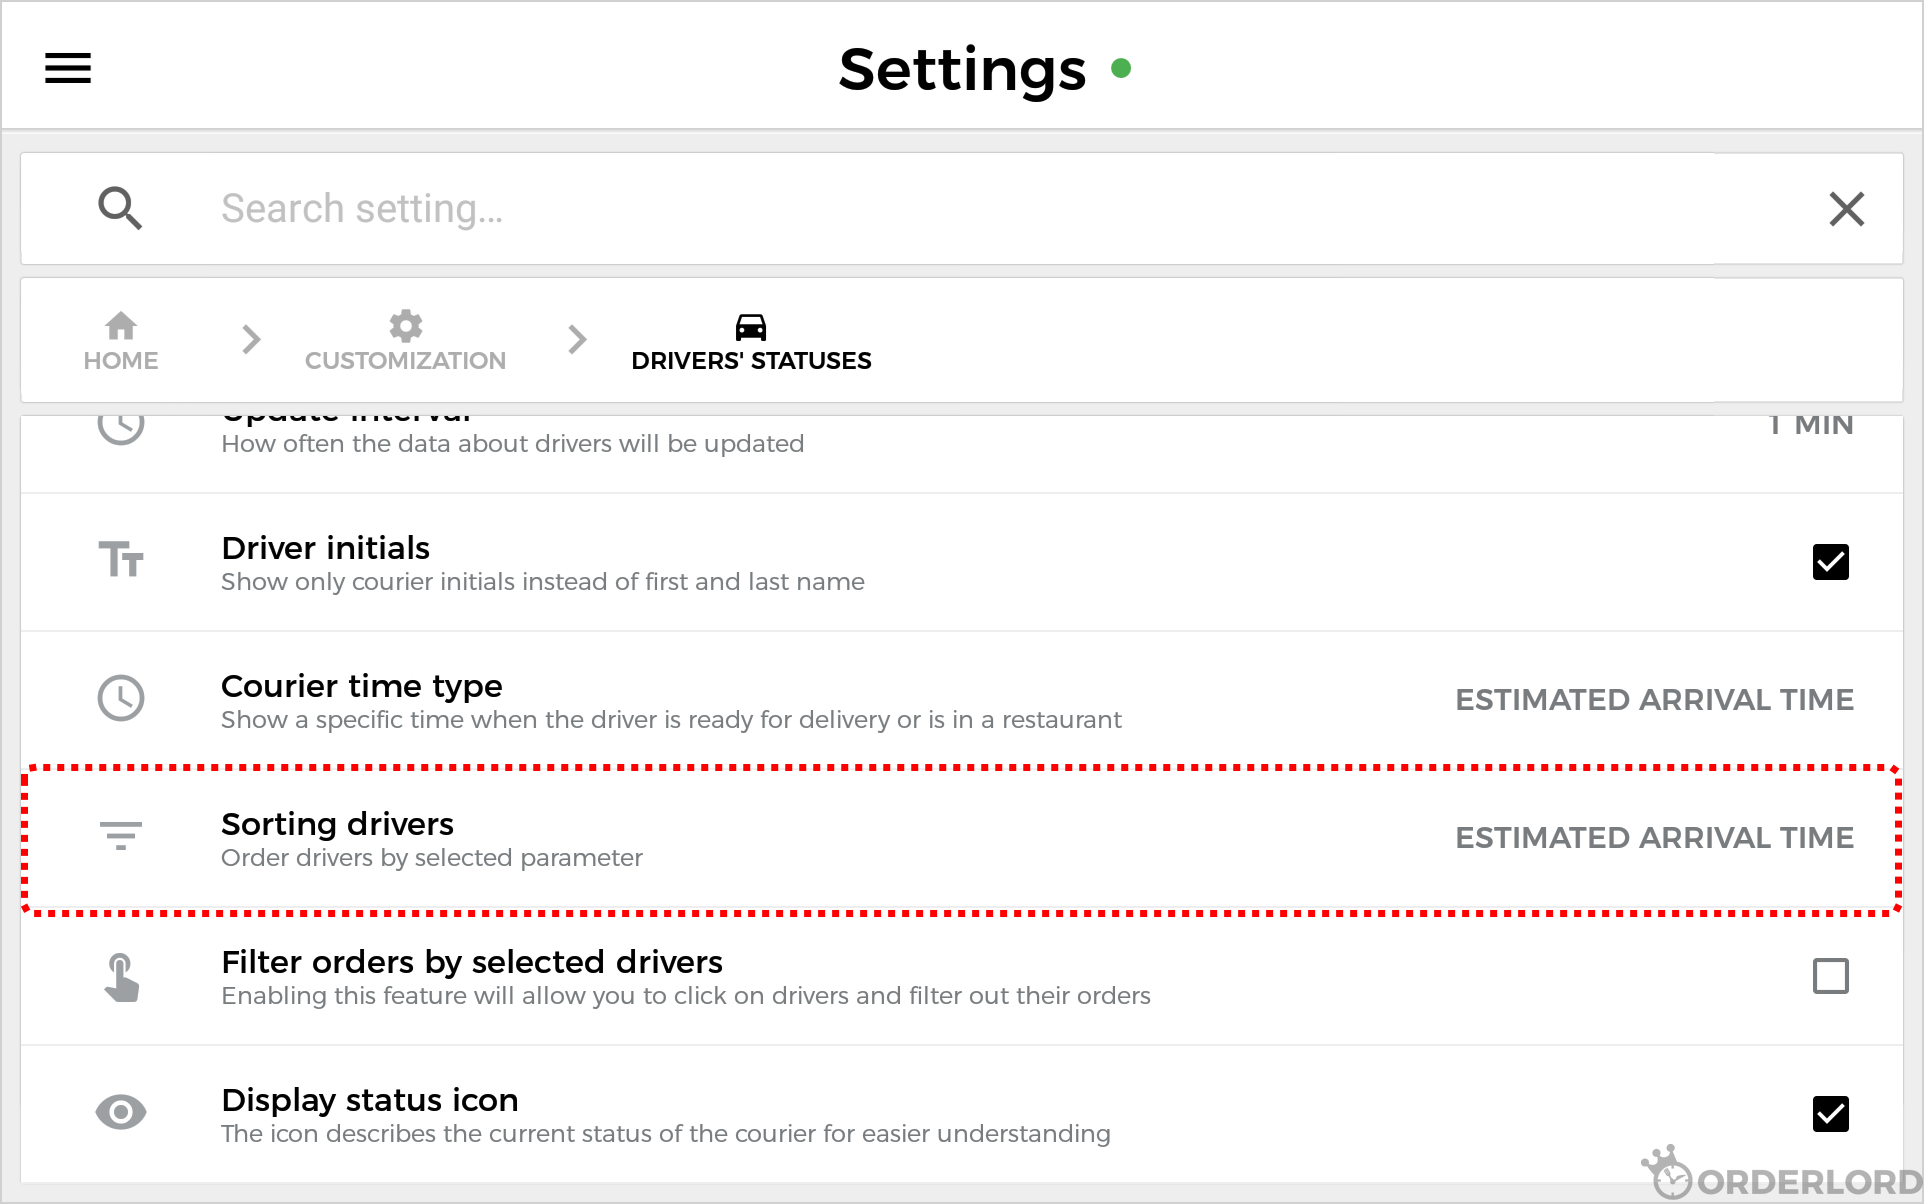 Settings
Search setting...
HOME
CUSTOMIZATION
DRIVERS' STATUSES
Update interval
How often the data about drivers will be updated
1 MIN
Driver initials
Show only courier initials instead of first and last name
Courier time type
Show a specific time when the driver is ready for delivery or is in a restaurant
ESTIMATED ARRIVAL TIME
Sorting drivers
Order drivers by selected parameter
ESTIMATED ARRIVAL TIME
Filter orders by selected drivers
Enabling this feature will allow you to click on drivers and filter out their orders
Display status icon
The icon describes the current status of the courier for easier understanding
ORDERLORD